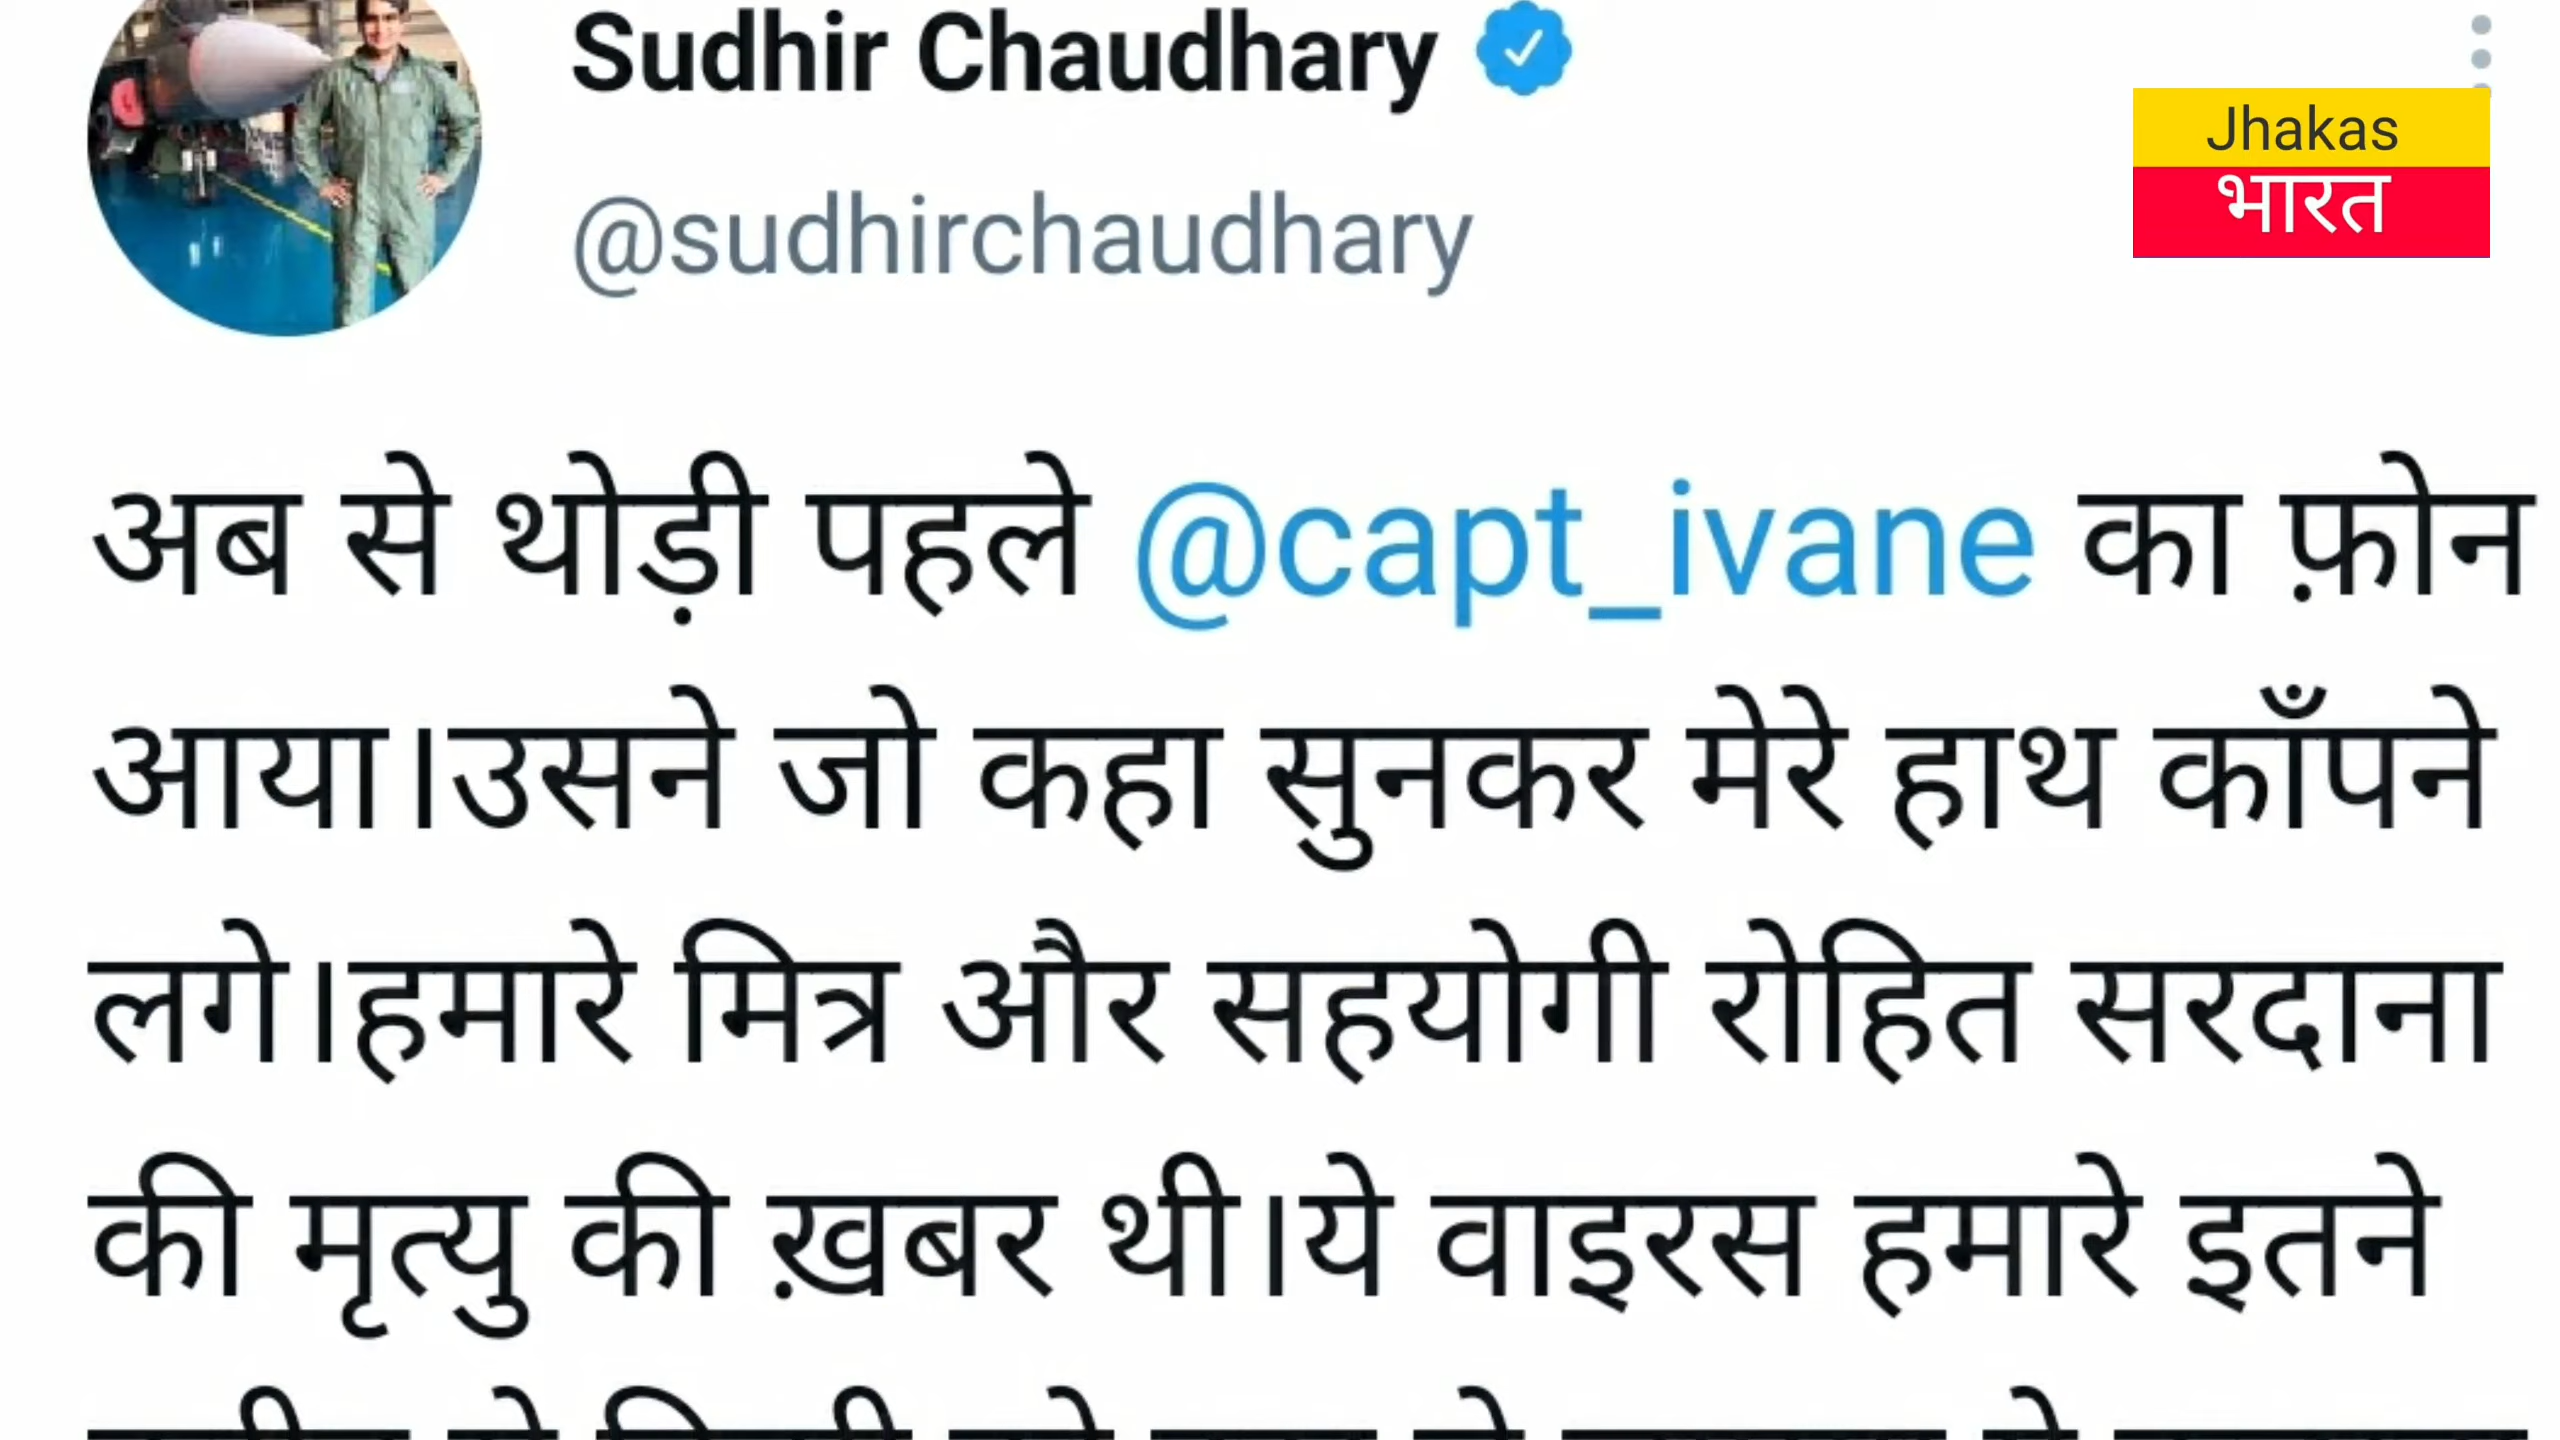 Sudhir Chaudhary
@sudhirchaudhary
Jhakas
भारत
अब से थोड़ी पहले @capt_ivane का फ़ोन
आया।उसने जो कहा सुनकर मेरे हाथ काँपने
लगे।हमारे मित्र और सहयोगी रोहित सरदाना
की मृत्यु की ख़बर थी।ये वाइरस हमारे इतने